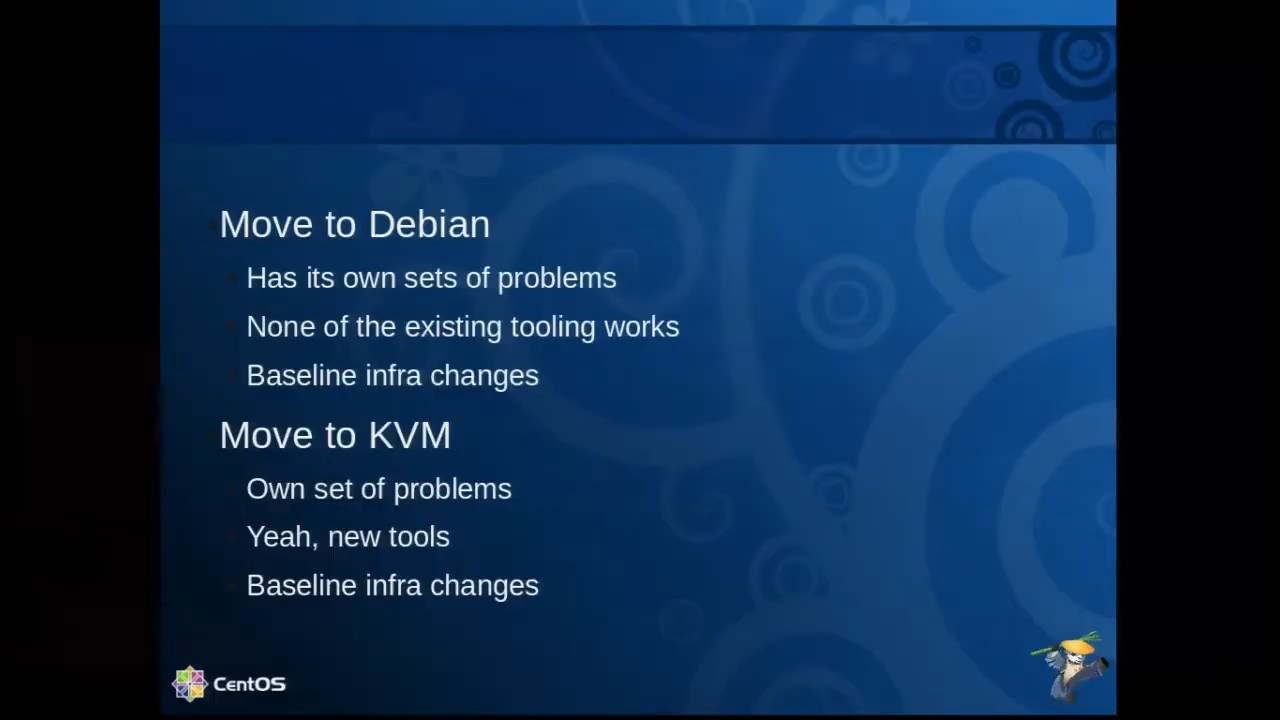 Move to Debian
Has its own sets of problems
None of the existing tooling works
Baseline infra changes
Move to KVM
Own set of problems
Yeah, new tools
Baseline infra changes
CentOS